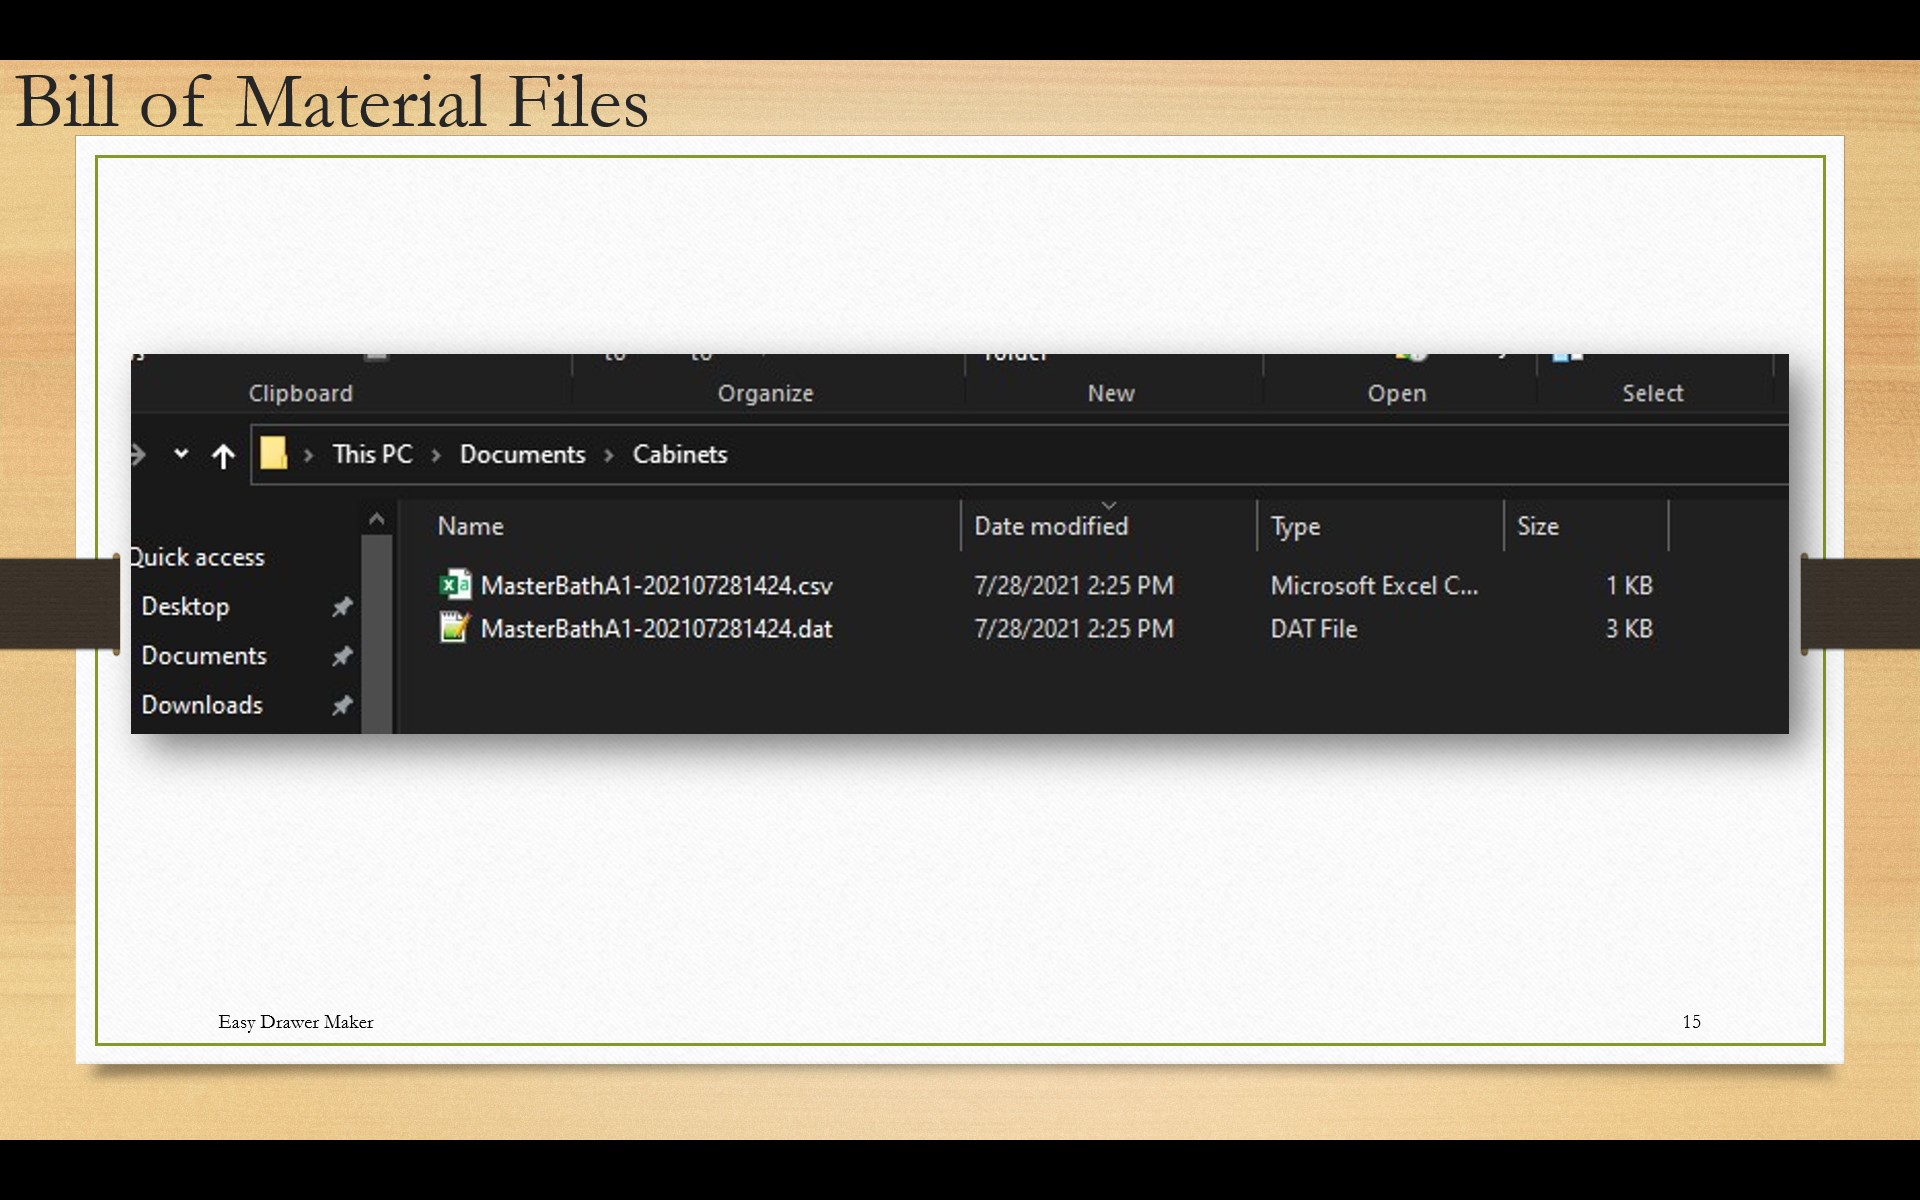 Bill of Material Files
folder
Clipboard Organize New Open Select
This PC Documents Cabinets
Name Date modified Type Size
Quick access
MasterBathA1-202107281424.csv 7/28/2021 2:25 PM Microsoft Excel C... 1 KB
Desktop
MasterBathA1-202107281424.dat 7/28/2021 2:25 PM DAT File 3 KB
Documents
Downloads
Easy Drawer Maker 15